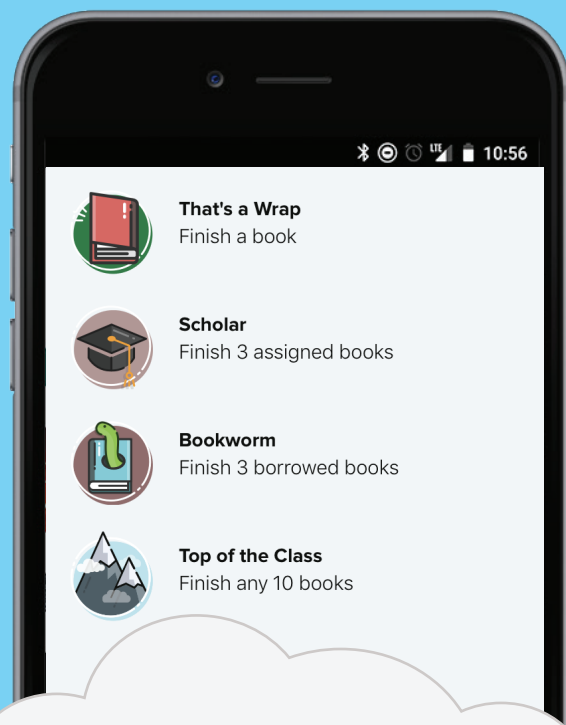 LTE 10:56
That's a Wrap
Finish a book
Scholar
Finish 3 assigned books
Bookworm
Finish 3 borrowed books
Top of the Class
Finish any 10 books